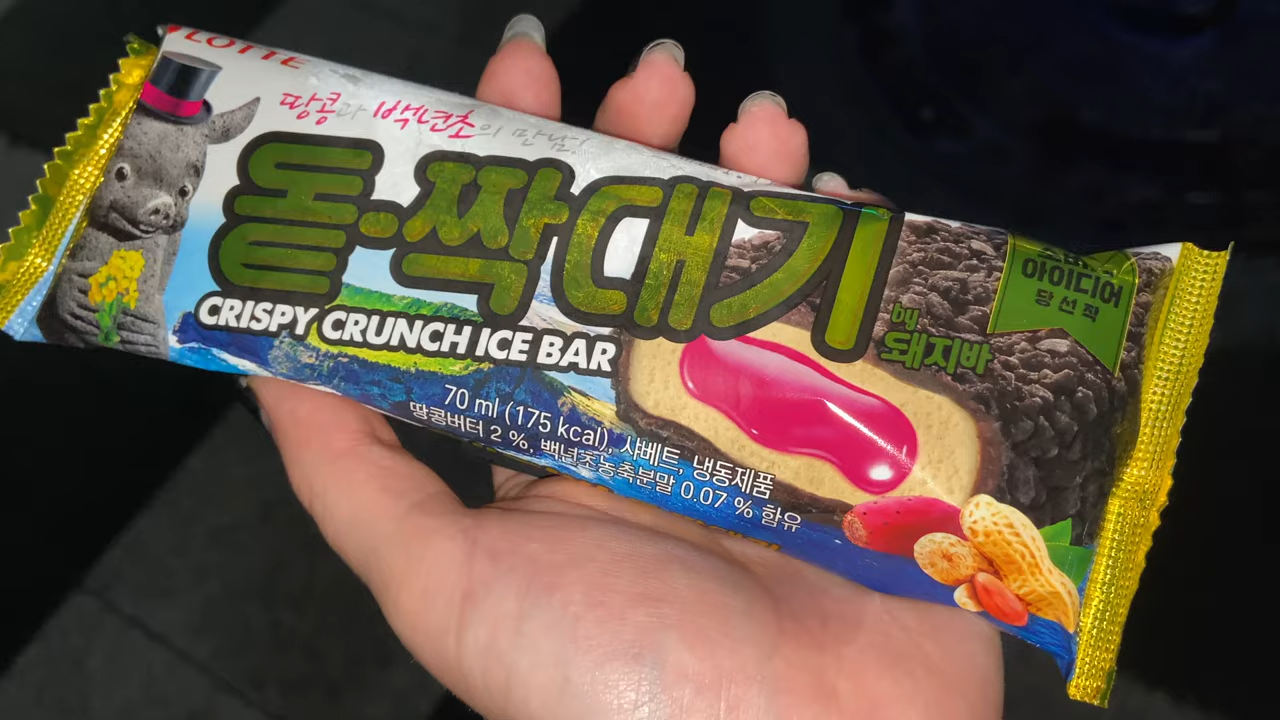 LOTTE
땅콩과 백년초의 만남!
돌·짝대기
CRISPY CRUNCH ICE BAR
by
돼지바
아이디어
당선작
70 ml (175 kcal), 샤베트, 냉동제품
땅콩버터 2 %, 백년초농축분말 0.07 % 함유